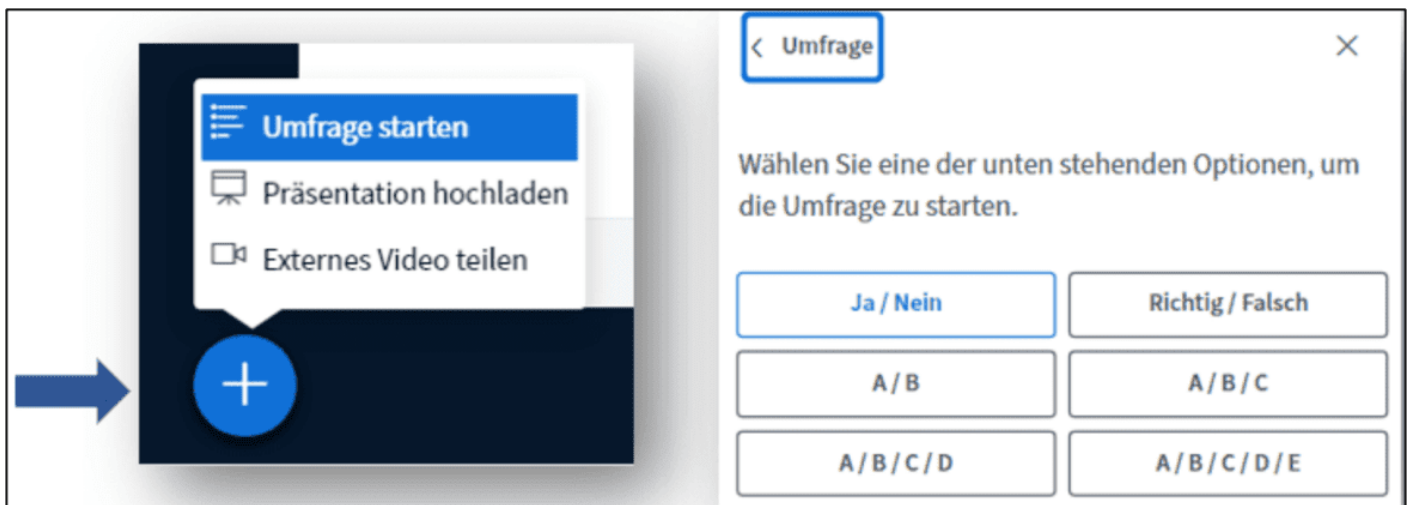 Umfrage starten
Präsentation hochladen
Externes Video teilen
Umfrage
Wählen Sie eine der unten stehenden Optionen, um
die Umfrage zu starten.
Ja / Nein
Richtig / Falsch
A / B
A / B / C
A / B / C / D
A / B / C / D / E